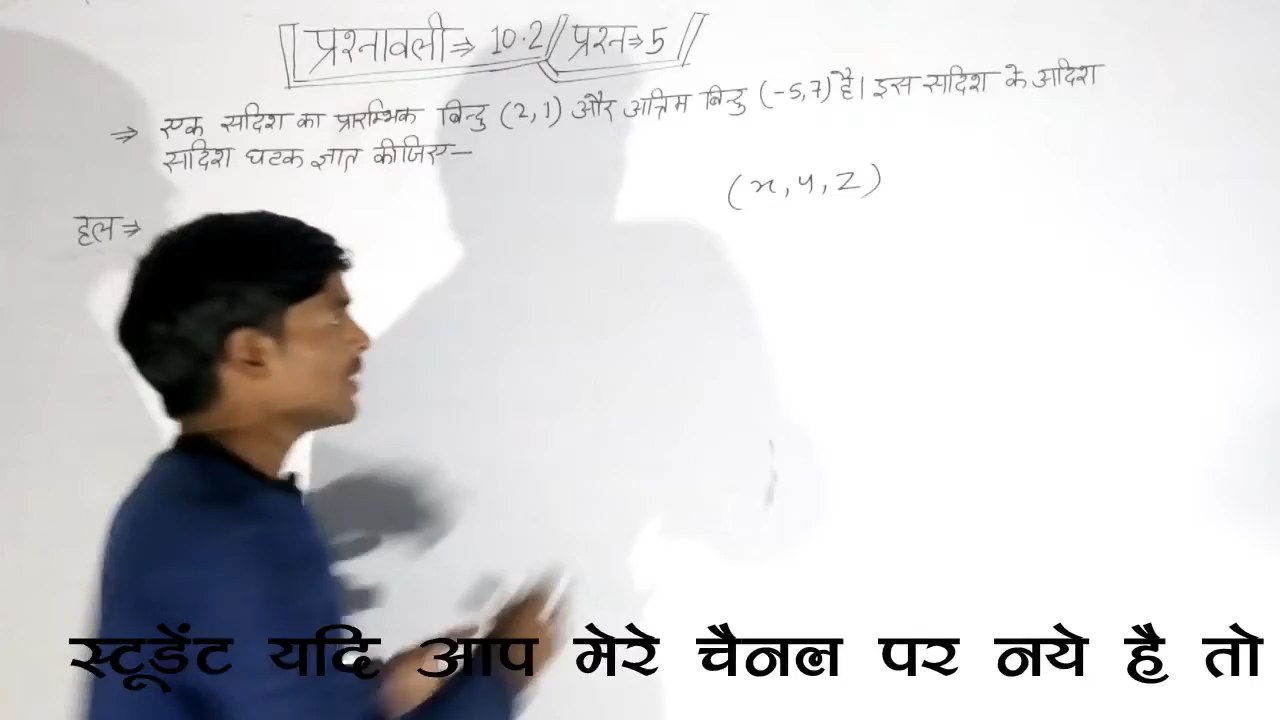 प्रश्नावली⇒ 10.2 // प्रश्न⇒5 //
⇒ एक सदिश का प्रारम्भिक बिन्दु (2,1) और अन्तिम बिन्दु (-5,7) है। इस सदिश के अदिश
सदिश घटक ज्ञात कीजिए—
(x, y, z)
हल⇒
स्टूडेंट यदि आप मेरे चैनल पर नये है तो